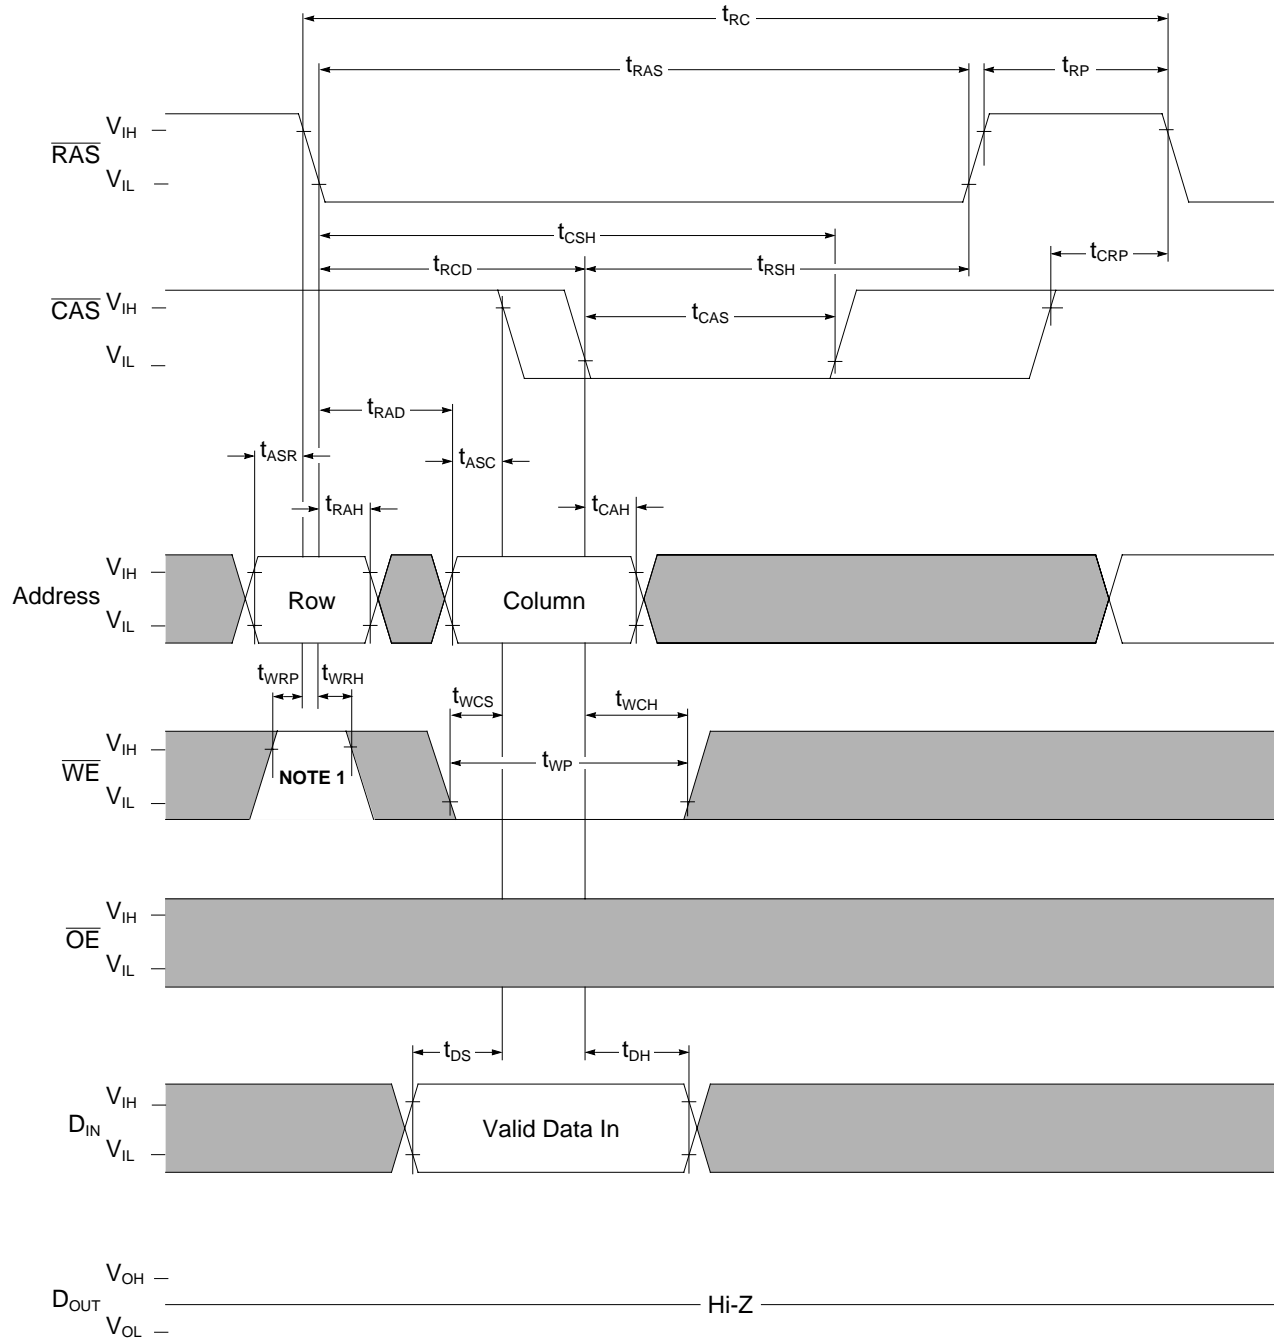 tRC
tRAS
tRP
VIH
RAS
VIL
tCSH
tRCD
tRSH
tCRP
CAS
VIH
tCAS
VIL
tRAD
tASR
tASC
tRAH
tCAH
VIH
Address
Row
Column
VIL
tWRP
tWRH
tWCS
tWCH
VIH
WE
NOTE 1
tWP
VIL
VIH
OE
VIL
tDS
tDH
VIH
DIN
Valid Data In
VIL
VOH
DOUT
Hi-Z
VOL